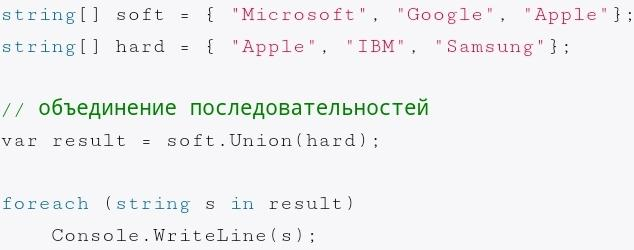 string[] soft = { "Microsoft", "Google", "Apple"};
string[] hard = { "Apple", "IBM", "Samsung"};
// объединение последовательностей
var result = soft.Union(hard);
foreach (string s in result)
Console.WriteLine(s);